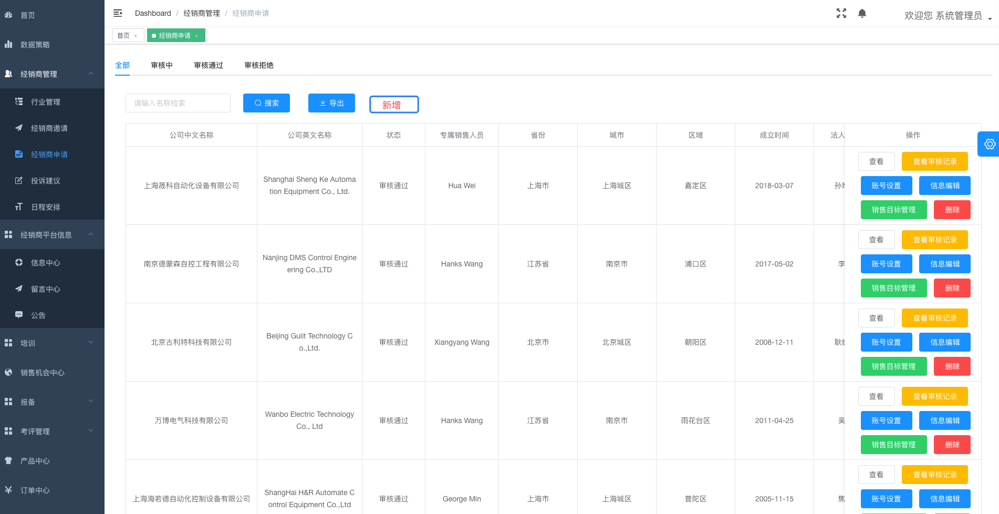 首页
数据策略
经销商管理
行业管理
经销商邀请
经销商申请
投诉建议
日程安排
经销商平台信息
信息中心
留言中心
公告
培训
销售机会中心
报备
考评管理
产品中心
订单中心
Dashboard / 经销商管理 / 经销商申请
欢迎您 系统管理员
首页 ×
经销商申请 ×
全部 审核中 审核通过 审核拒绝
请输入名称检索 搜索 导出 新增
公司中文名称 公司英文名称 状态 专属销售人员 省份 城市 区域 成立时间 法人 操作
上海晟科自动化设备有限公司
Shanghai Sheng Ke Automa
tion Equipment Co., Ltd.
审核通过 Hua Wei 上海市 上海城区 嘉定区 2018-03-07 孙
查看 查看审核记录
账号设置 信息编辑
销售目标管理 删除
南京德蒙森自控工程有限公司
Nanjing DMS Control Engine
ering Co.,LTD
审核通过 Hanks Wang 江苏省 南京市 浦口区 2017-05-02 李
查看 查看审核记录
账号设置 信息编辑
销售目标管理 删除
北京古利特科技有限公司
Beijing Gulit Technology C
o.,Ltd.
审核通过 Xiangyang Wang 北京市 北京城区 朝阳区 2008-12-11 耿
查看 查看审核记录
账号设置 信息编辑
销售目标管理 删除
万博电气科技有限公司
Wanbo Electric Technology
Co., Ltd
审核通过 Hanks Wang 江苏省 南京市 雨花台区 2011-04-25 吴
查看 查看审核记录
账号设置 信息编辑
销售目标管理 删除
上海海若德自动化控制设备有限公司
ShangHai H&R Automate C
ontrol Equipment Co.,Ltd
审核通过 George Min 上海市 上海城区 普陀区 2005-11-15 焦
查看 查看审核记录
账号设置 信息编辑